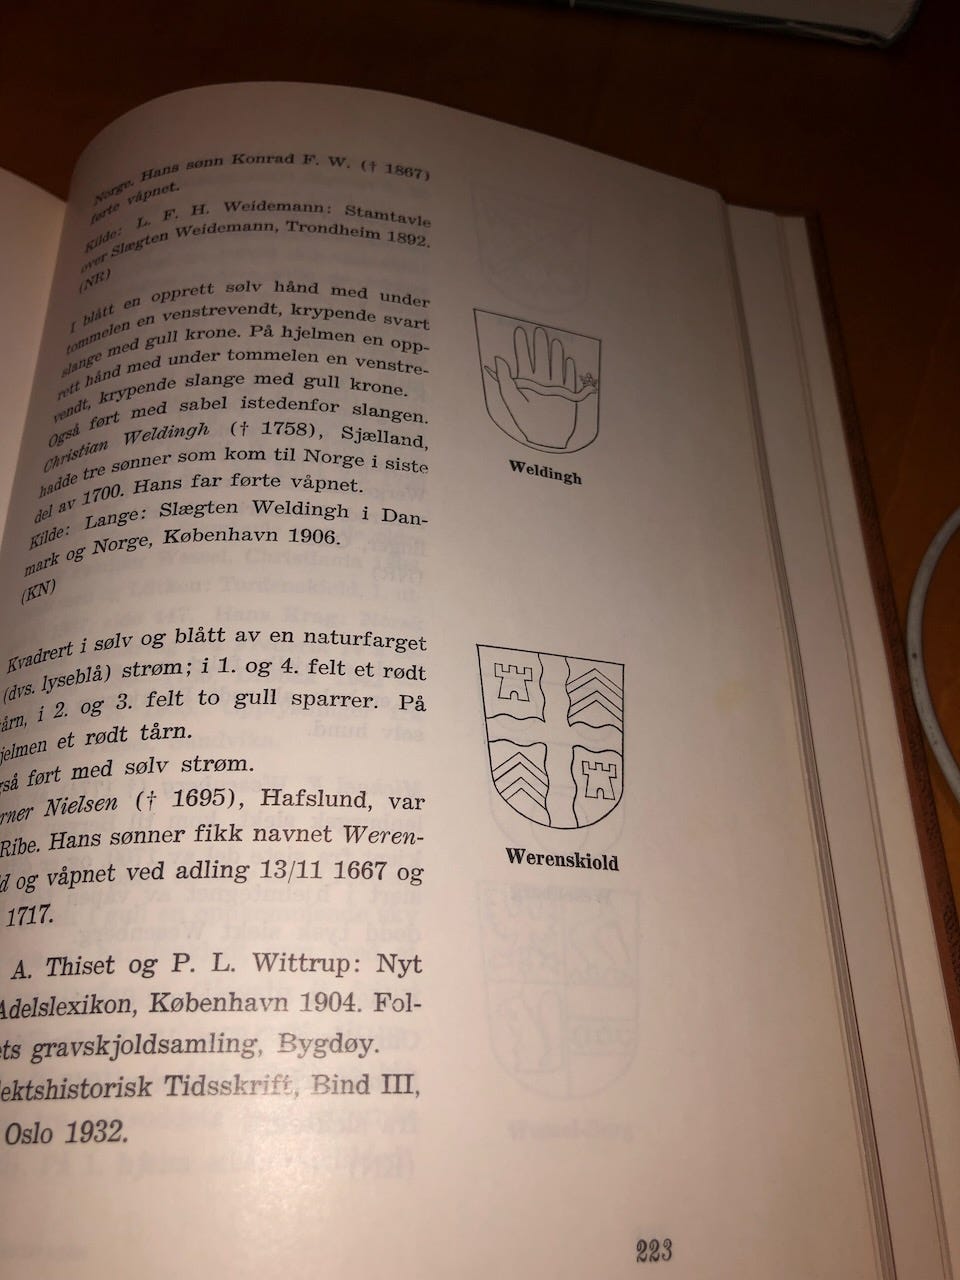 Norge. Hans sønn Konrad F. W. († 1867)
førte våpnet.
Kilde: L. F. H. Weidemann: Stamtavle
over Slægten Weidemann, Trondheim 1892.
(NR)
I blått en opprett sølv hånd med under
tommelen en venstrevendt, krypende svart
slange med gull krone. På hjelmen en opp-
rett hånd med under tommelen en venstre-
vendt, krypende slange med gull krone.
Også ført med sabel istedenfor slangen.
Christian Weldingh († 1758), Sjælland,
hadde tre sønner som kom til Norge i siste
del av 1700. Hans far førte våpnet.
Kilde: Lange: Slægten Weldingh i Dan-
mark og Norge, København 1906.
(KN)
Weldingh
Kvadrert i sølv og blått av en naturfarget
(dvs. lyseblå) strøm; i 1. og 4. felt et rødt
tårn, i 2. og 3. felt to gull sparrer. På
jelmen et rødt tårn.
gså ført med sølv strøm.
erner Nielsen († 1695), Hafslund, var
Ribe. Hans sønner fikk navnet Weren-
d og våpnet ved adling 13/11 1667 og
1717.
A. Thiset og P. L. Wittrup: Nyt
Adelslexikon, København 1904. Fol-
ets gravskjoldsamling, Bygdøy.
lektshistorisk Tidsskrift, Bind III,
Oslo 1932.
Werenskiold
223